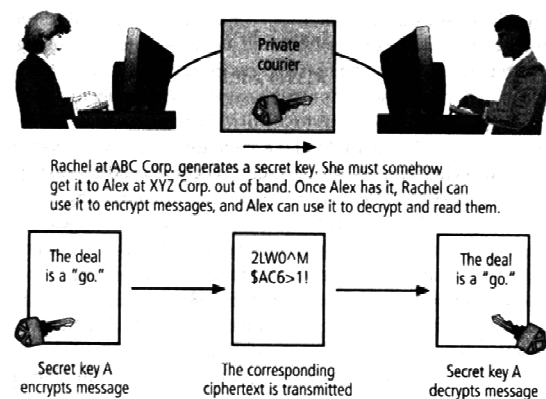 Private
courier
Rachel at ABC Corp. generates a secret key. She must somehow
get it to Alex at XYZ Corp. out of band. Once Alex has it, Rachel can
use it to encrypt messages, and Alex can use it to decrypt and read them.
The deal
is a "go."
2LW0^M
$AC6>1!
The deal
is a "go."
Secret key A
encrypts message
The corresponding
ciphertext is transmitted
Secret key A
decrypts message